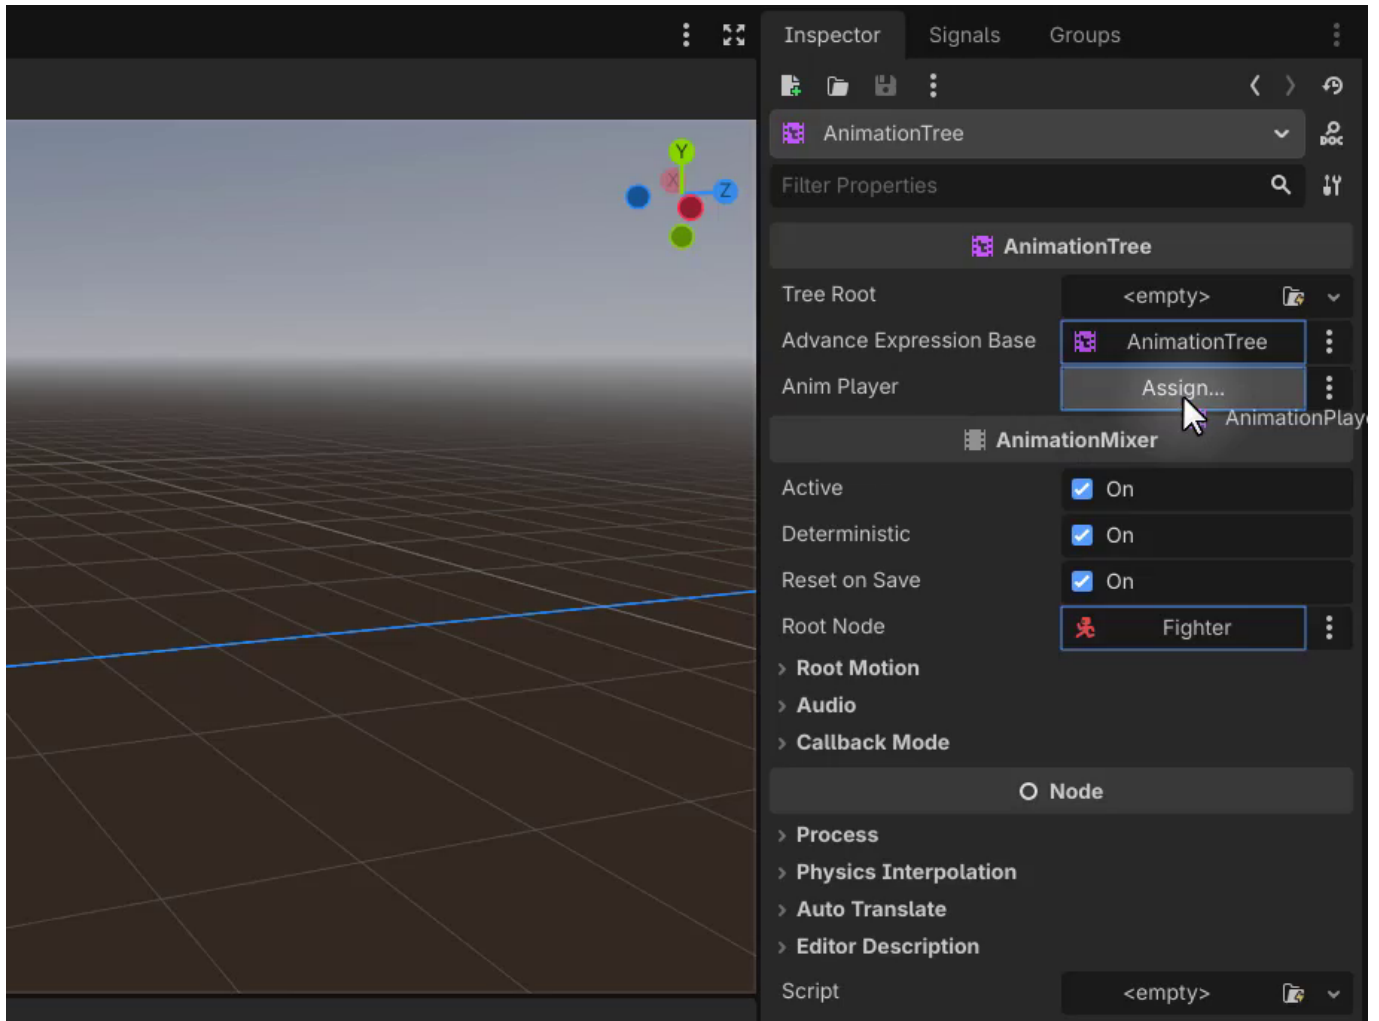 Inspector Signals Groups
AnimationTree
DOC
Filter Properties
Y
X
Z
AnimationTree
Tree Root <empty>
Advance Expression Base AnimationTree
Anim Player Assign...
AnimationPlay
AnimationMixer
Active On
Deterministic On
Reset on Save On
Root Node Fighter
Root Motion
Audio
Callback Mode
Node
Process
Physics Interpolation
Auto Translate
Editor Description
Script <empty>